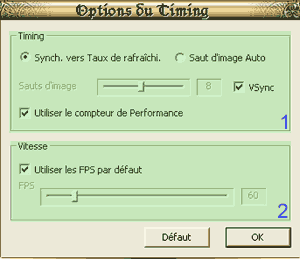 Options du Timing
Timing
Synch. vers Taux de rafraîchi. Saut d'image Auto
Sauts d'image 8 VSync
Utiliser le compteur de Performance
1
Vitesse
Utiliser les FPS par défaut
FPS 60
2
Défaut OK